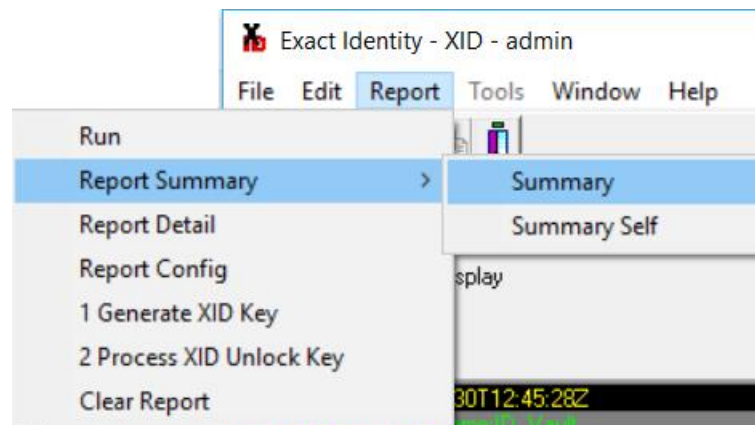 Exact Identity - XID - admin
File Edit Report Tools Window Help
Run
Report Summary > Summary
Report Detail Summary Self
Report Config
splay
1 Generate XID Key
2 Process XID Unlock Key
Clear Report
30T12:45:28Z